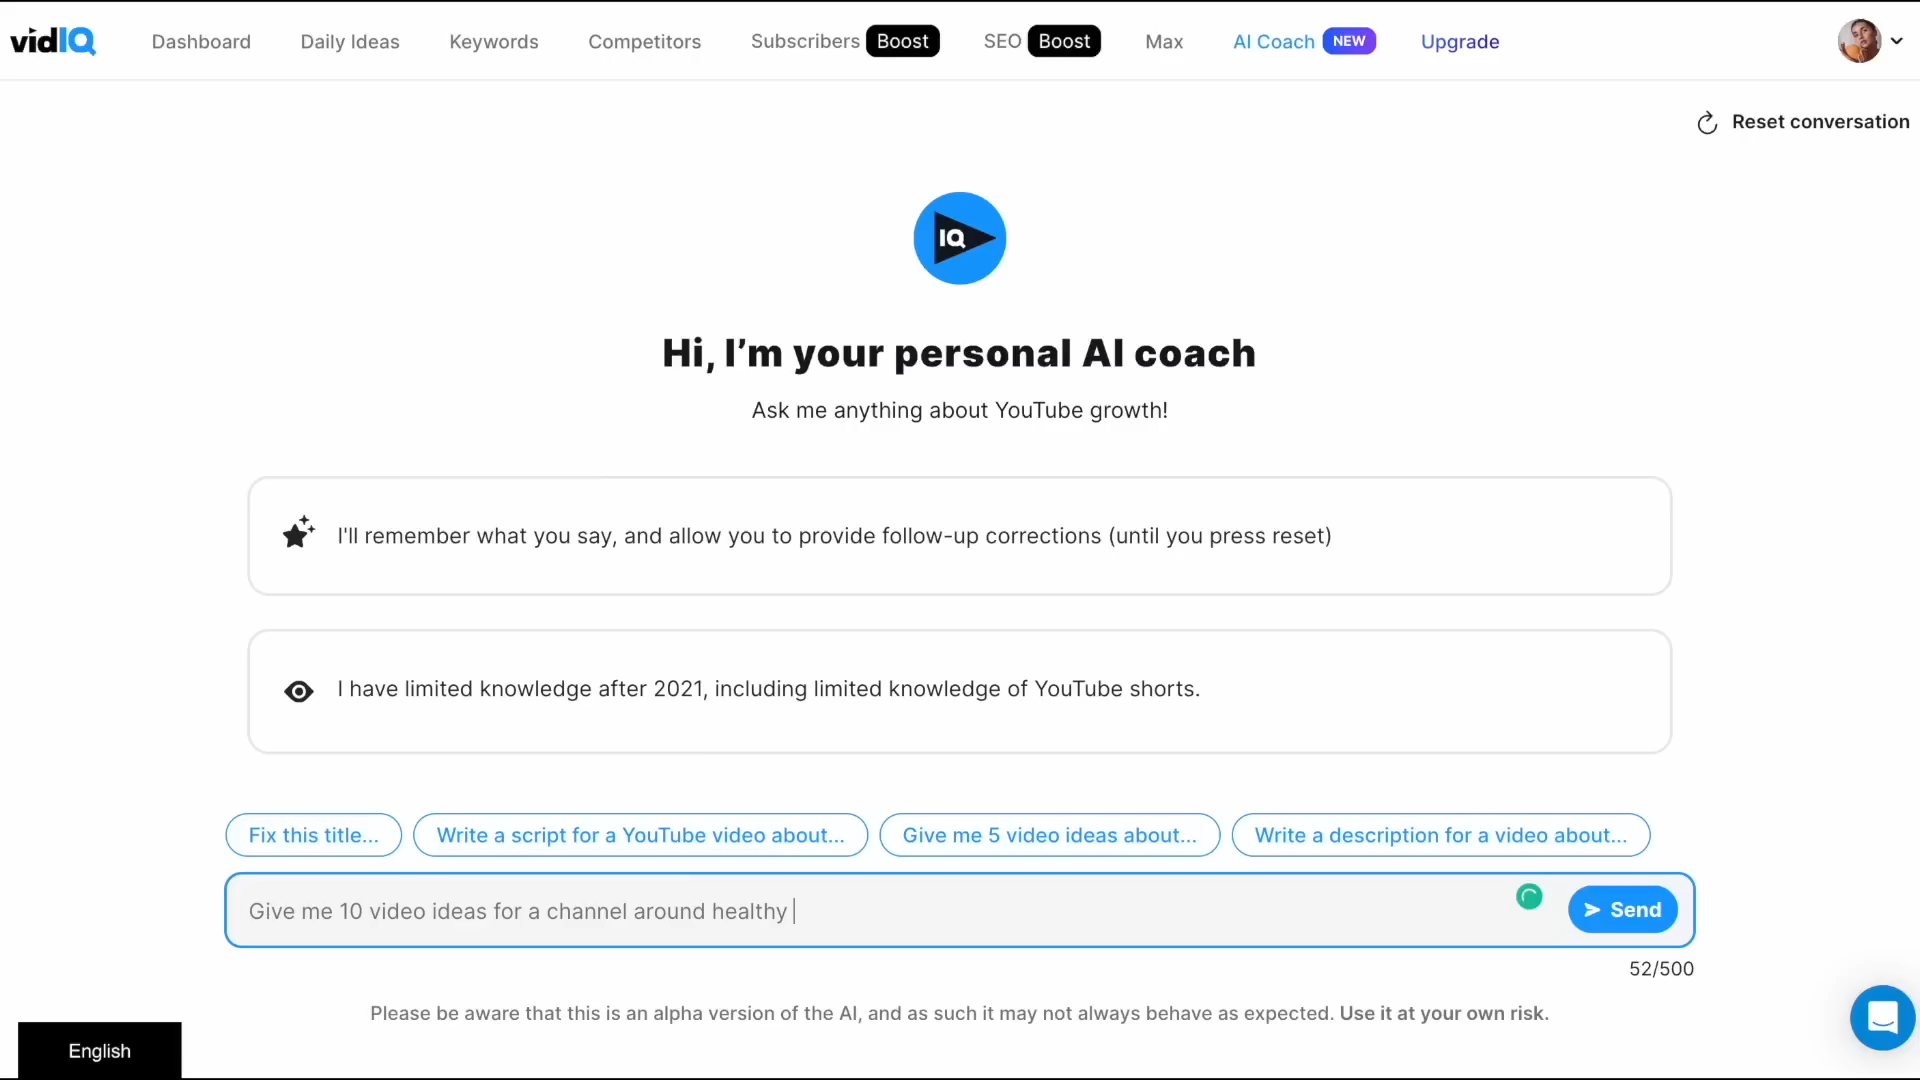 vidIQ Dashboard Daily Ideas Keywords Competitors Subscribers Boost SEO Boost Max AI Coach NEW Upgrade
Reset conversation
IQ
Hi, I’m your personal AI coach
Ask me anything about YouTube growth!
I'll remember what you say, and allow you to provide follow-up corrections (until you press reset)
I have limited knowledge after 2021, including limited knowledge of YouTube shorts.
Fix this title... Write a script for a YouTube video about... Give me 5 video ideas about... Write a description for a video about...
Give me 10 video ideas for a channel around healthy
Send
52/500
Please be aware that this is an alpha version of the AI, and as such it may not always behave as expected. Use it at your own risk.
English